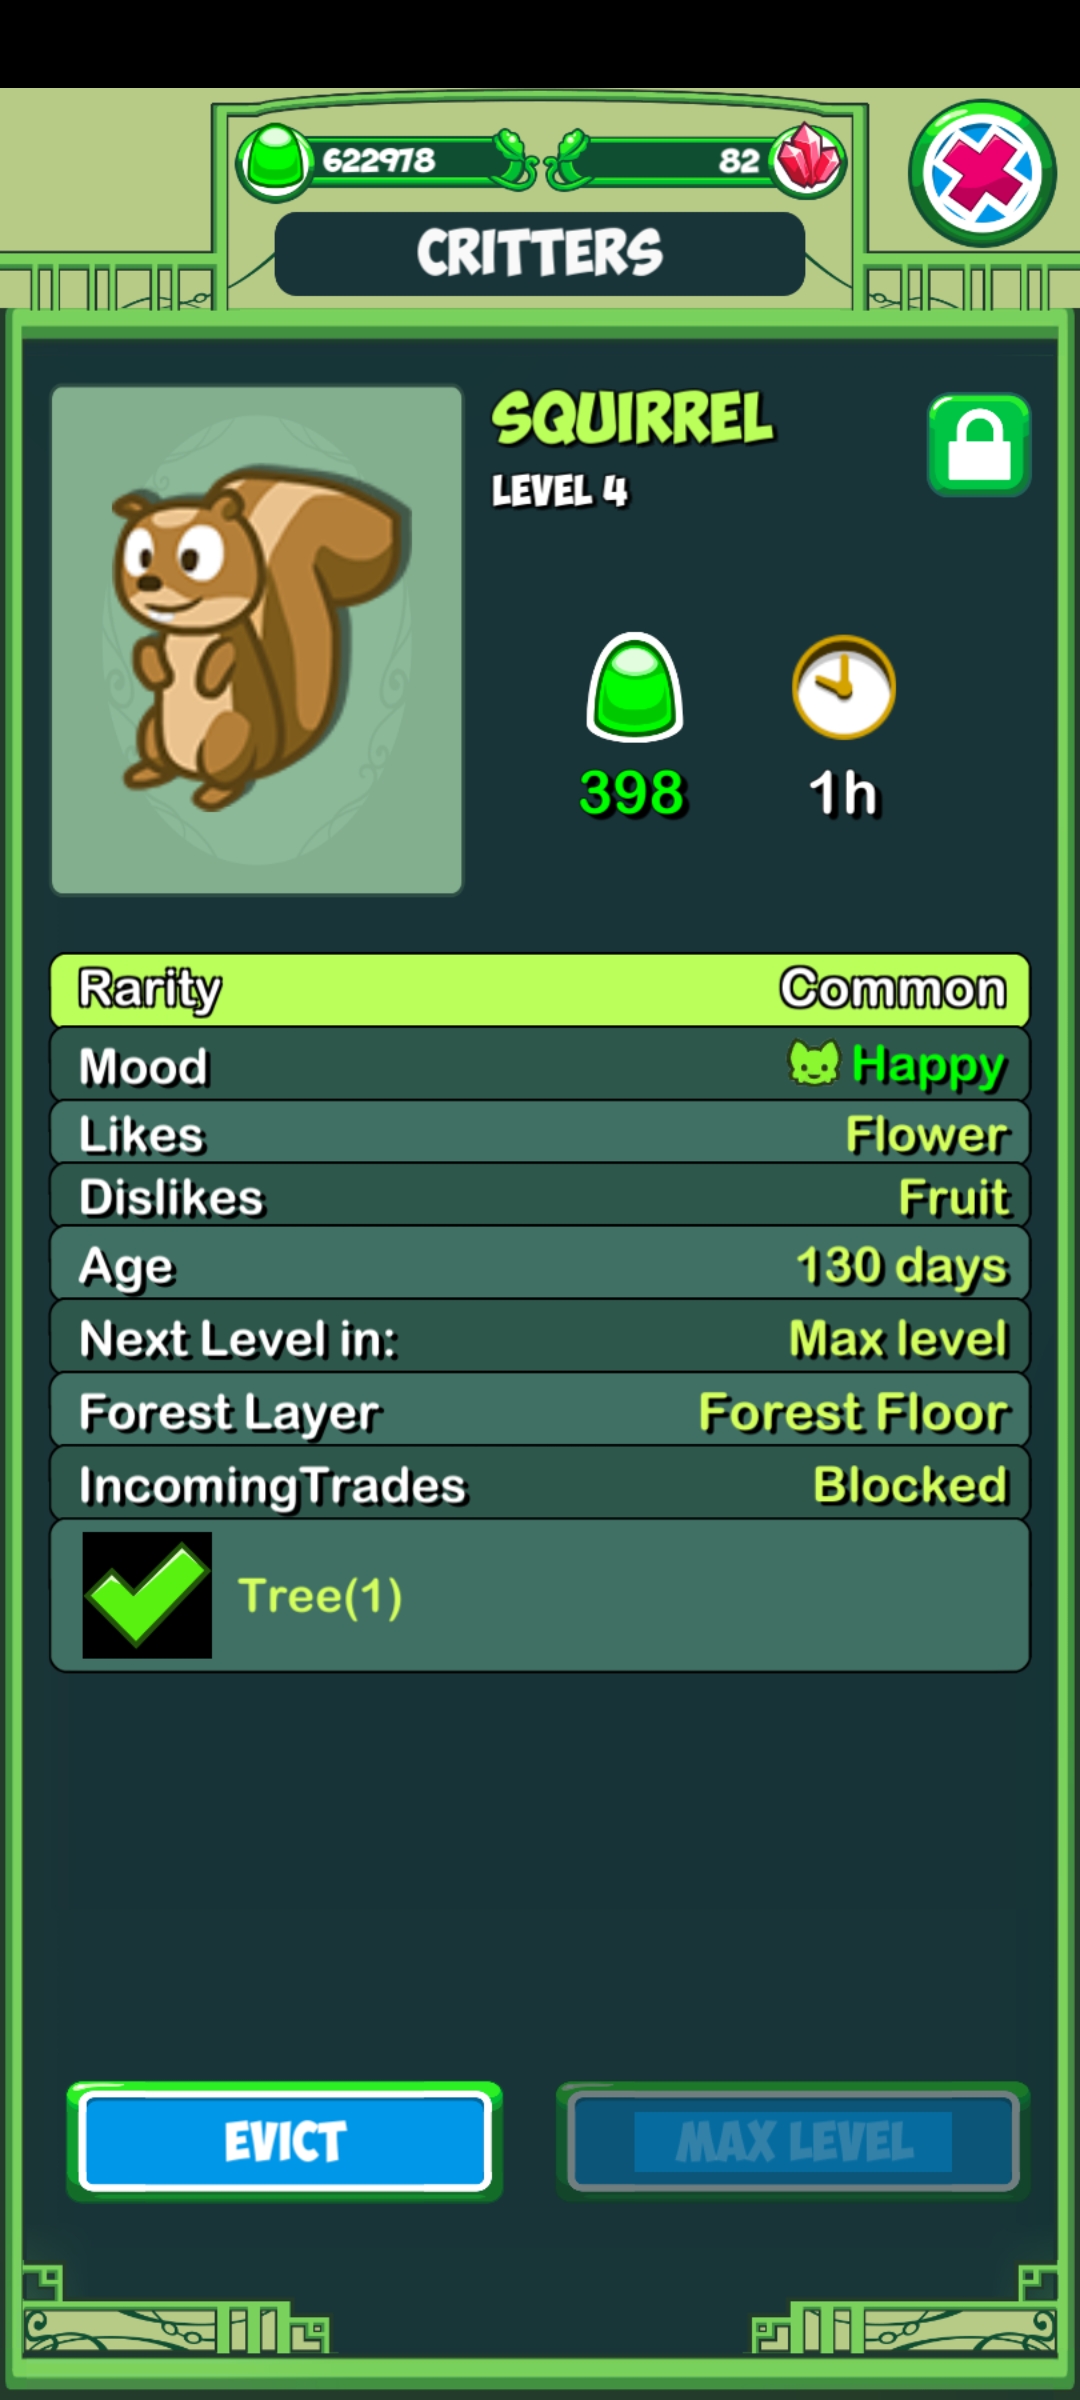 622978 82
CRITTERS
SQUIRREL
LEVEL 4
398 1h
Rarity Common
Mood Happy
Likes Flower
Dislikes Fruit
Age 130 days
Next Level in: Max level
Forest Layer Forest Floor
IncomingTrades Blocked
Tree(1)
EVICT MAX LEVEL